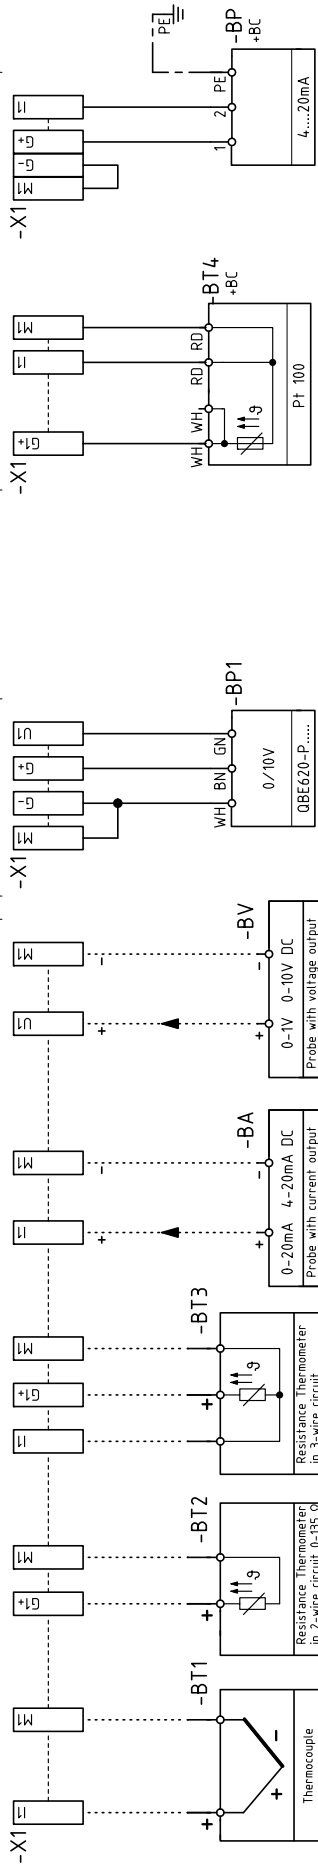 -X1
I1
M1
G1+
M1
I1
G1+
M1
I1
M1
U1
M1
-BT1
+
+
-
Thermocouple
-BT2
+
ϑ
Resistance Thermometer
in 2-wire circuit 0-135 Ω
-BT3
+
ϑ
Resistance Thermometer
in 3-wire circuit
-BA
+
-
+
-
0-20mA 4-20mA DC
Probe with current output
-BV
+
-
+
-
0-1V 0-10V DC
Probe with voltage output
-X1
M1
G-
G+
U1
-BP1
WH
BN
GN
0/10V
QBE620-P.....
-X1
G1+
I1
M1
-BT4
+BC
WH
WH
RD
RD
ϑ
Pt 100
-X1
M1
G-
G+
I1
PE
-BP
+BC
1
2
PE
4....20mA